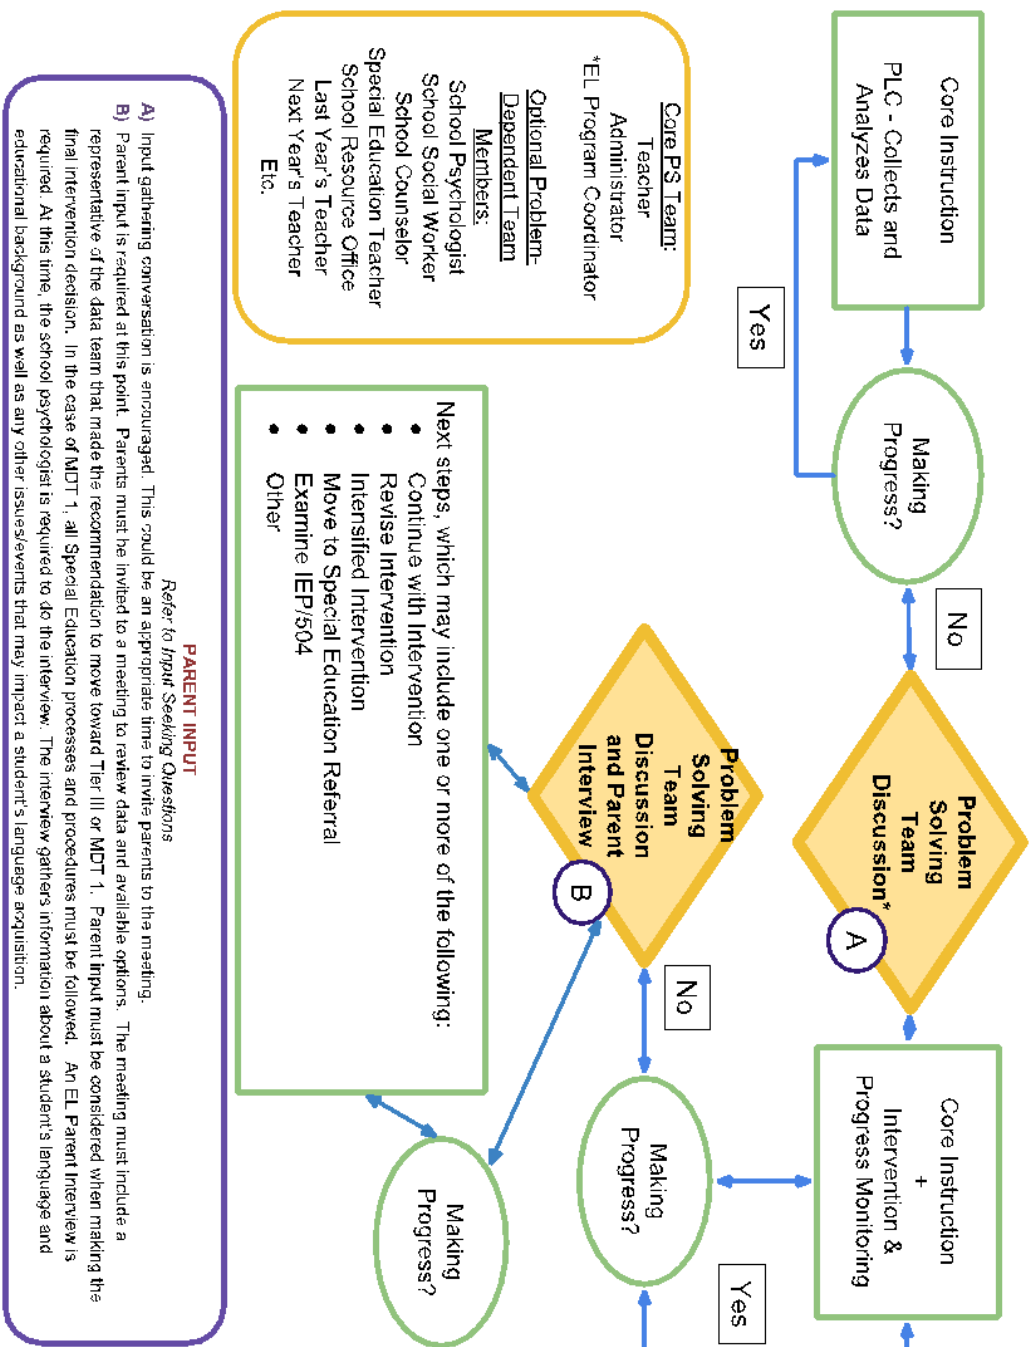 Core Instruction
PLC - Collects and
Analyzes Data
Making
Progress?
Yes
No
Problem
Solving
Team
Discussion*
A
Core Instruction
+
Intervention &
Progress Monitoring
Making
Progress?
Yes
No
Problem
Solving
Team
Discussion
and Parent
Interview
B
Making
Progress?
Core PS Team:
Teacher
Administrator
*EL Program Coordinator
Optional Problem-
Dependent Team
Members:
School Psychologist
School Social Worker
School Counselor
Special Education Teacher
School Resource Office
Last Year's Teacher
Next Year's Teacher
Etc.
Next steps, which may include one or more of the following:
• Continue with Intervention
• Revise Intervention
• Intensified Intervention
• Move to Special Education Referral
• Examine IEP/504
• Other
PARENT INPUT
Refer to Input Seeking Questions
A) Input gathering conversation is encouraged. This could be an appropriate time to invite parents to the meeting.
B) Parent input is required at this point. Parents must be invited to a meeting to review data and available options. The meeting must include a
representative of the data team that made the recommendation to move toward Tier III or MDT 1. Parent input must be considered when making the
final intervention decision. In the case of MDT 1, all Special Education processes and procedures must be followed. An EL Parent Interview is
required. At this time, the school psychologist is required to do the interview. The interview gathers information about a student's language and
educational background as well as any other issues/events that may impact a student's language acquisition.